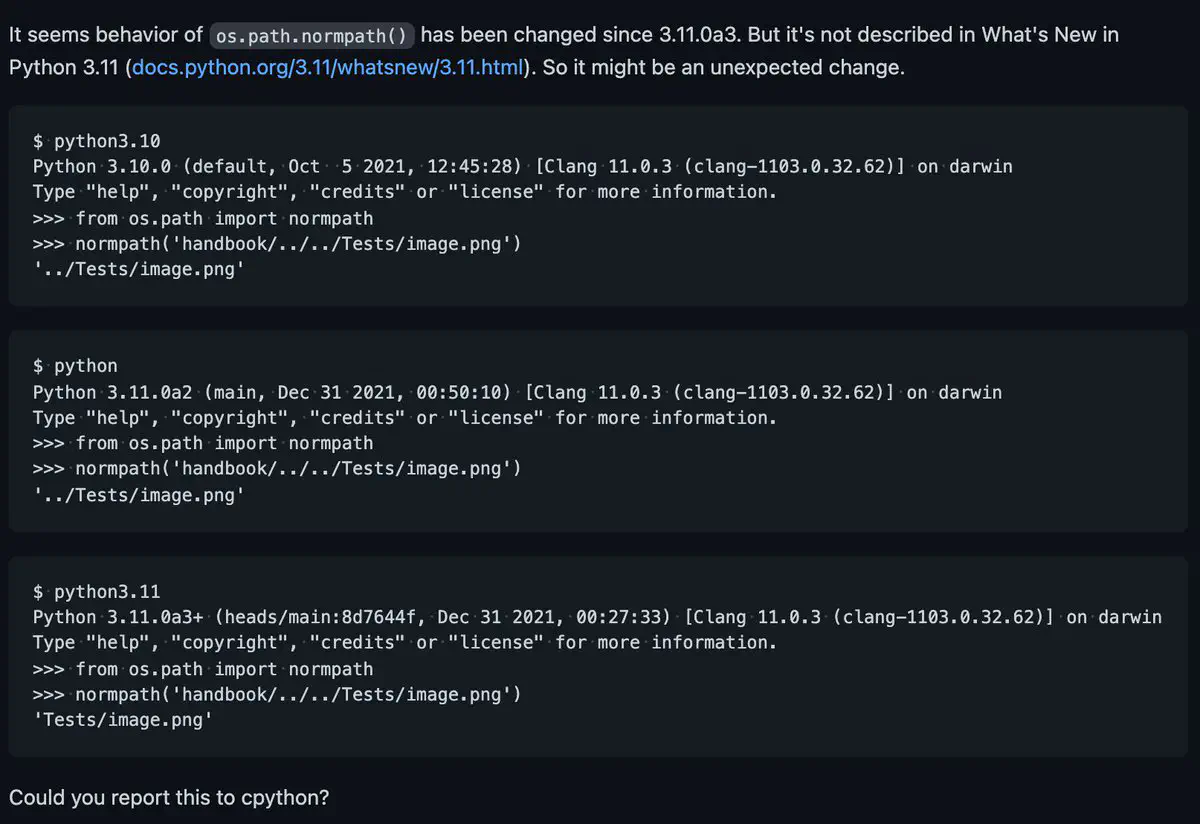 It seems behavior of os.path.normpath() has been changed since 3.11.0a3. But it's not described in What's New in
Python 3.11 (docs.python.org/3.11/whatsnew/3.11.html). So it might be an unexpected change.
$ python3.10
Python 3.10.0 (default, Oct  5 2021, 12:45:28) [Clang 11.0.3 (clang-1103.0.32.62)] on darwin
Type "help", "copyright", "credits" or "license" for more information.
>>> from os.path import normpath
>>> normpath('handbook/../../Tests/image.png')
'../Tests/image.png'
$ python
Python 3.11.0a2 (main, Dec 31 2021, 00:50:10) [Clang 11.0.3 (clang-1103.0.32.62)] on darwin
Type "help", "copyright", "credits" or "license" for more information.
>>> from os.path import normpath
>>> normpath('handbook/../../Tests/image.png')
'../Tests/image.png'
$ python3.11
Python 3.11.0a3+ (heads/main:8d7644f, Dec 31 2021, 00:27:33) [Clang 11.0.3 (clang-1103.0.32.62)] on darwin
Type "help", "copyright", "credits" or "license" for more information.
>>> from os.path import normpath
>>> normpath('handbook/../../Tests/image.png')
'Tests/image.png'
Could you report this to cpython?